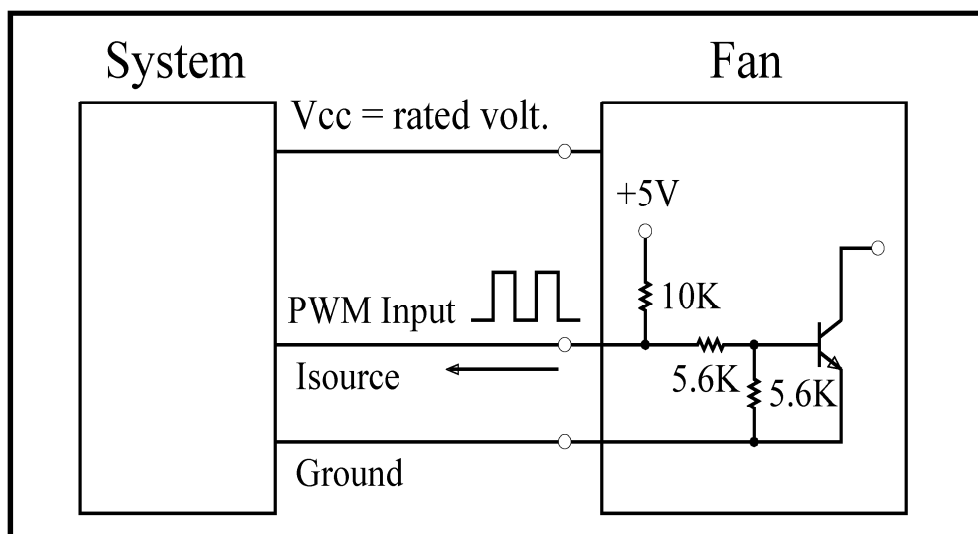 System
Fan
Vcc = rated volt.
+5V
10K
PWM Input
Isource
5.6K
5.6K
Ground